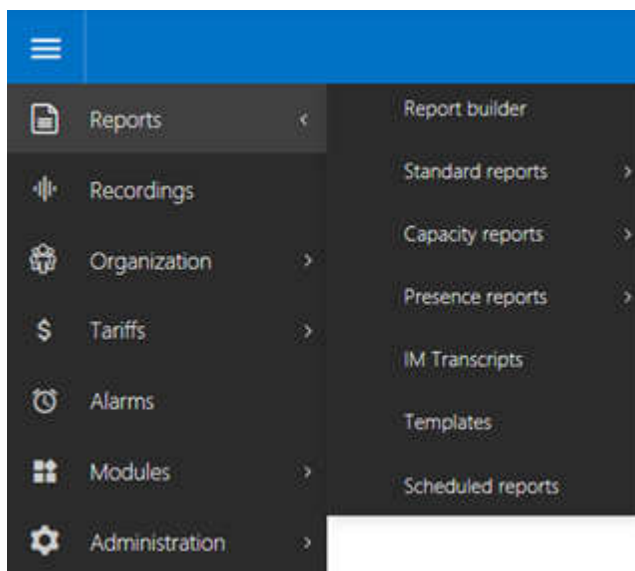 Reports
Recordings
Organization
Tariffs
Alarms
Modules
Administration
Report builder
Standard reports
Capacity reports
Presence reports
IM Transcripts
Templates
Scheduled reports